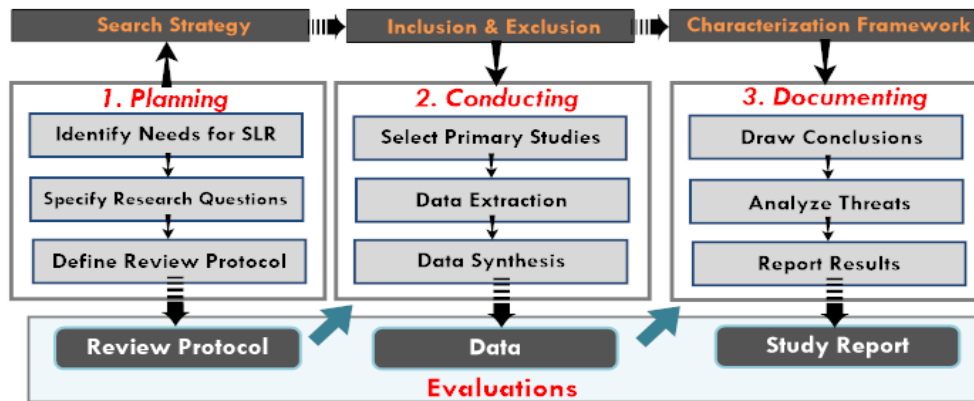 Search Strategy
Inclusion & Exclusion
Characterization Framework
1. Planning
Identify Needs for SLR
Specify Research Questions
Define Review Protocol
2. Conducting
Select Primary Studies
Data Extraction
Data Synthesis
3. Documenting
Draw Conclusions
Analyze Threats
Report Results
Review Protocol
Data
Study Report
Evaluations